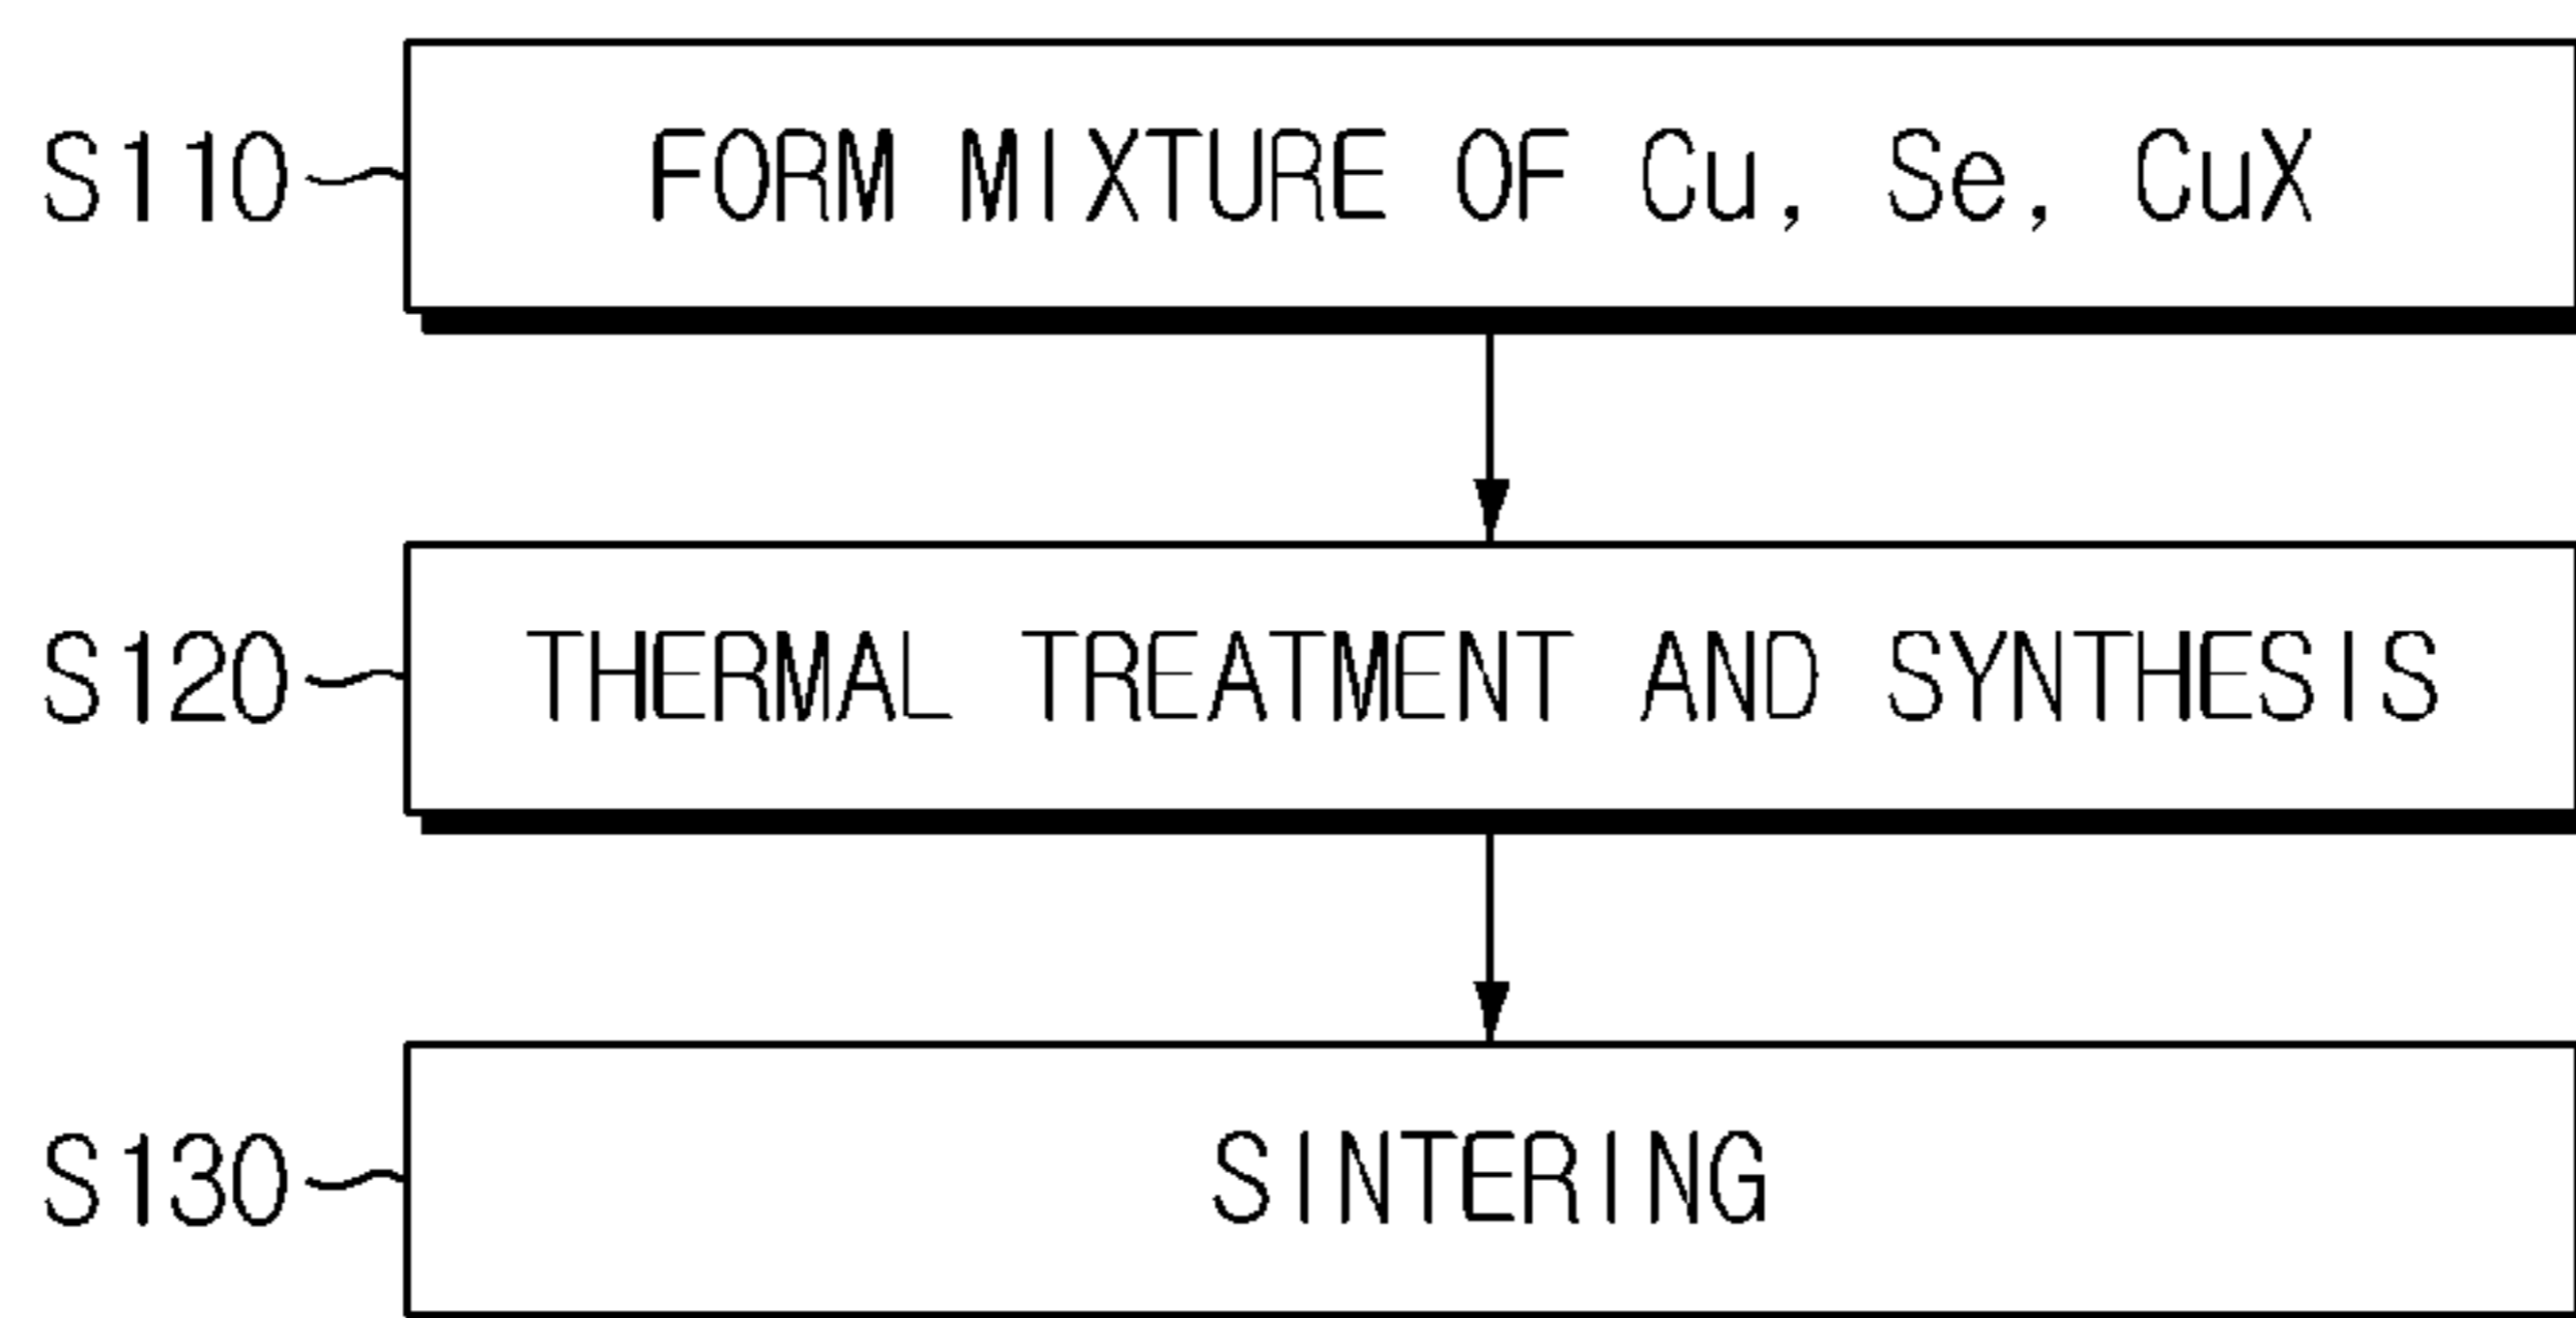 S110 FORM MIXTURE OF Cu, Se, CuX
S120 THERMAL TREATMENT AND SYNTHESIS
S130 SINTERING